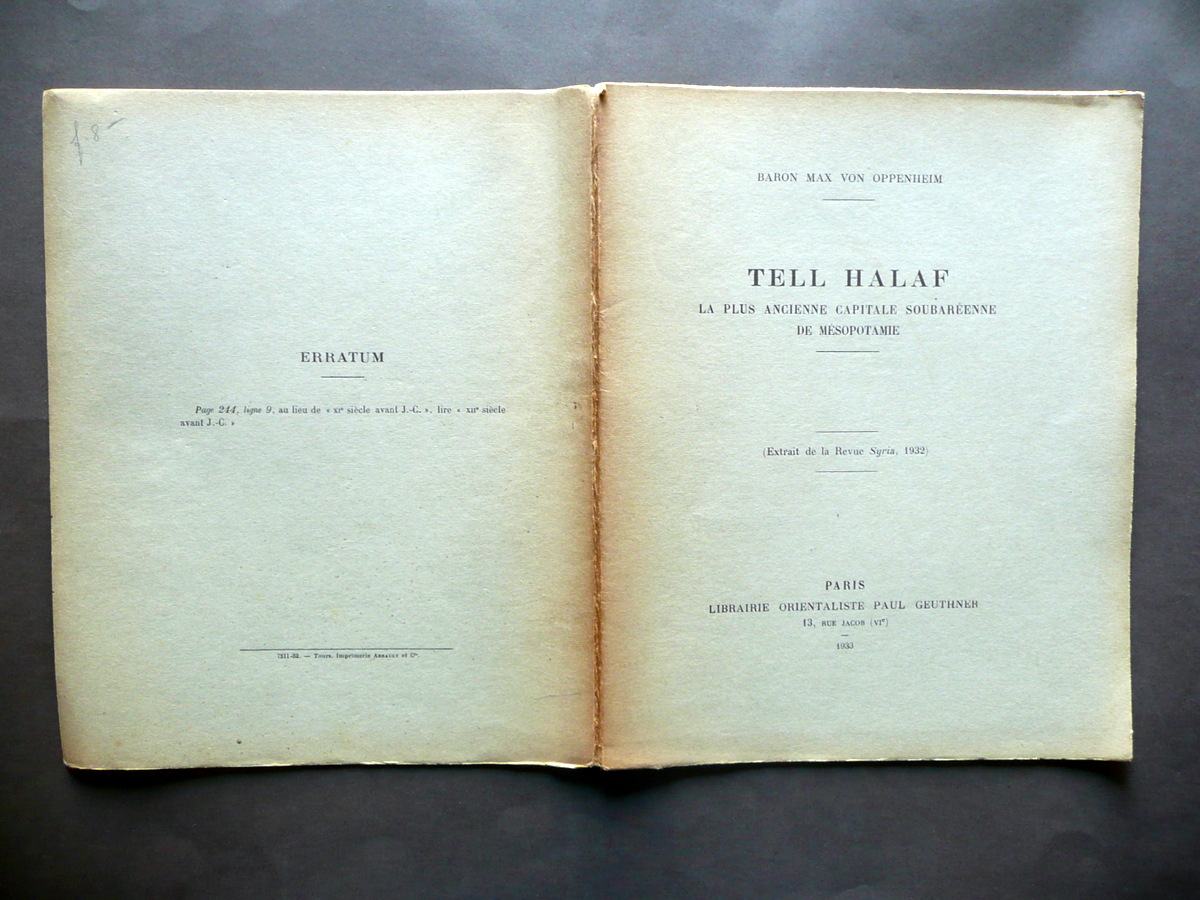 f. 8 -
ERRATUM
Page 244, ligne 9, au lieu de « XIe siècle avant J.-C. », lire « XIIe siècle
avant J.-C. »
7311-32. — Tours, Imprimerie ARRAULT et Cie.
BARON MAX VON OPPENHEIM
TELL HALAF
LA PLUS ANCIENNE CAPITALE SOUBARÉENNE
DE MÉSOPOTAMIE
(Extrait de la Revue Syria, 1932)
PARIS
LIBRAIRIE ORIENTALISTE PAUL GEUTHNER
13, RUE JACOB (VIe)
1933